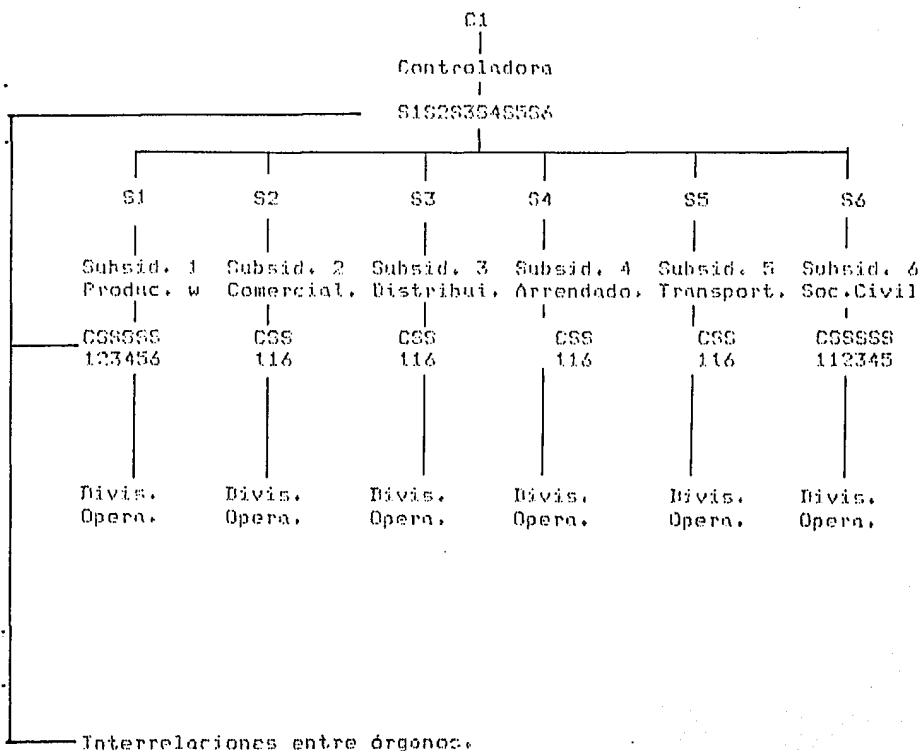 C1
Controladora
S1S2S3S4S5S6
S1 S2 S3 S4 S5 S6
Subsid. 1 Subsid. 2 Subsid. 3 Subsid. 4 Subsid. 5 Subsid. 6
Produc. w Comercial. Distribui. Arrendado. Transport. Soc.Civil
CSSSSS CSS CSS CSS CSS CSSSSS
123456 116 116 116 116 112345
Divis. Divis. Divis. Divis. Divis. Divis.
Opera. Opera. Opera. Opera. Opera. Opera.
Interrelaciones entre órganos.